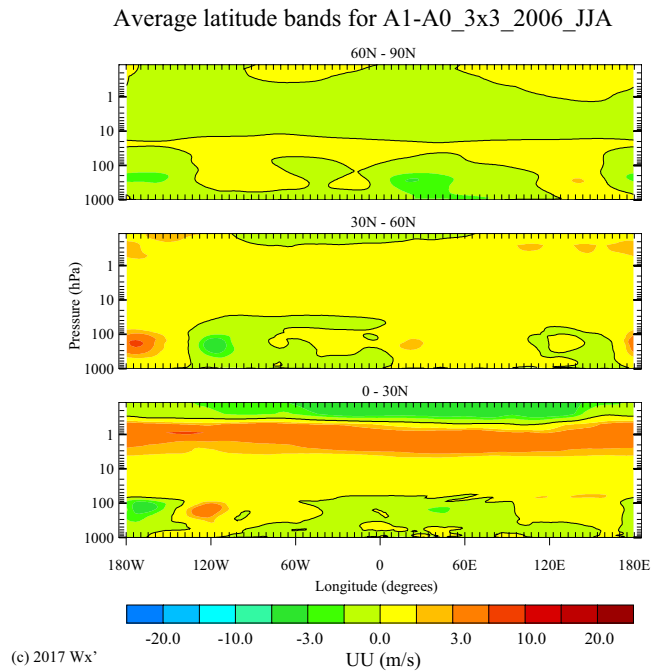 Average latitude bands for A1-A0_3x3_2006_JJA
60N - 90N
1
10
100
1000
30N - 60N
1
10
100
1000
Pressure (hPa)
0 - 30N
1
10
100
1000
180W 120W 60W 0 60E 120E 180E
Longitude (degrees)
-20.0 -10.0 -3.0 0.0 3.0 10.0 20.0
UU (m/s)
(c) 2017 Wx'